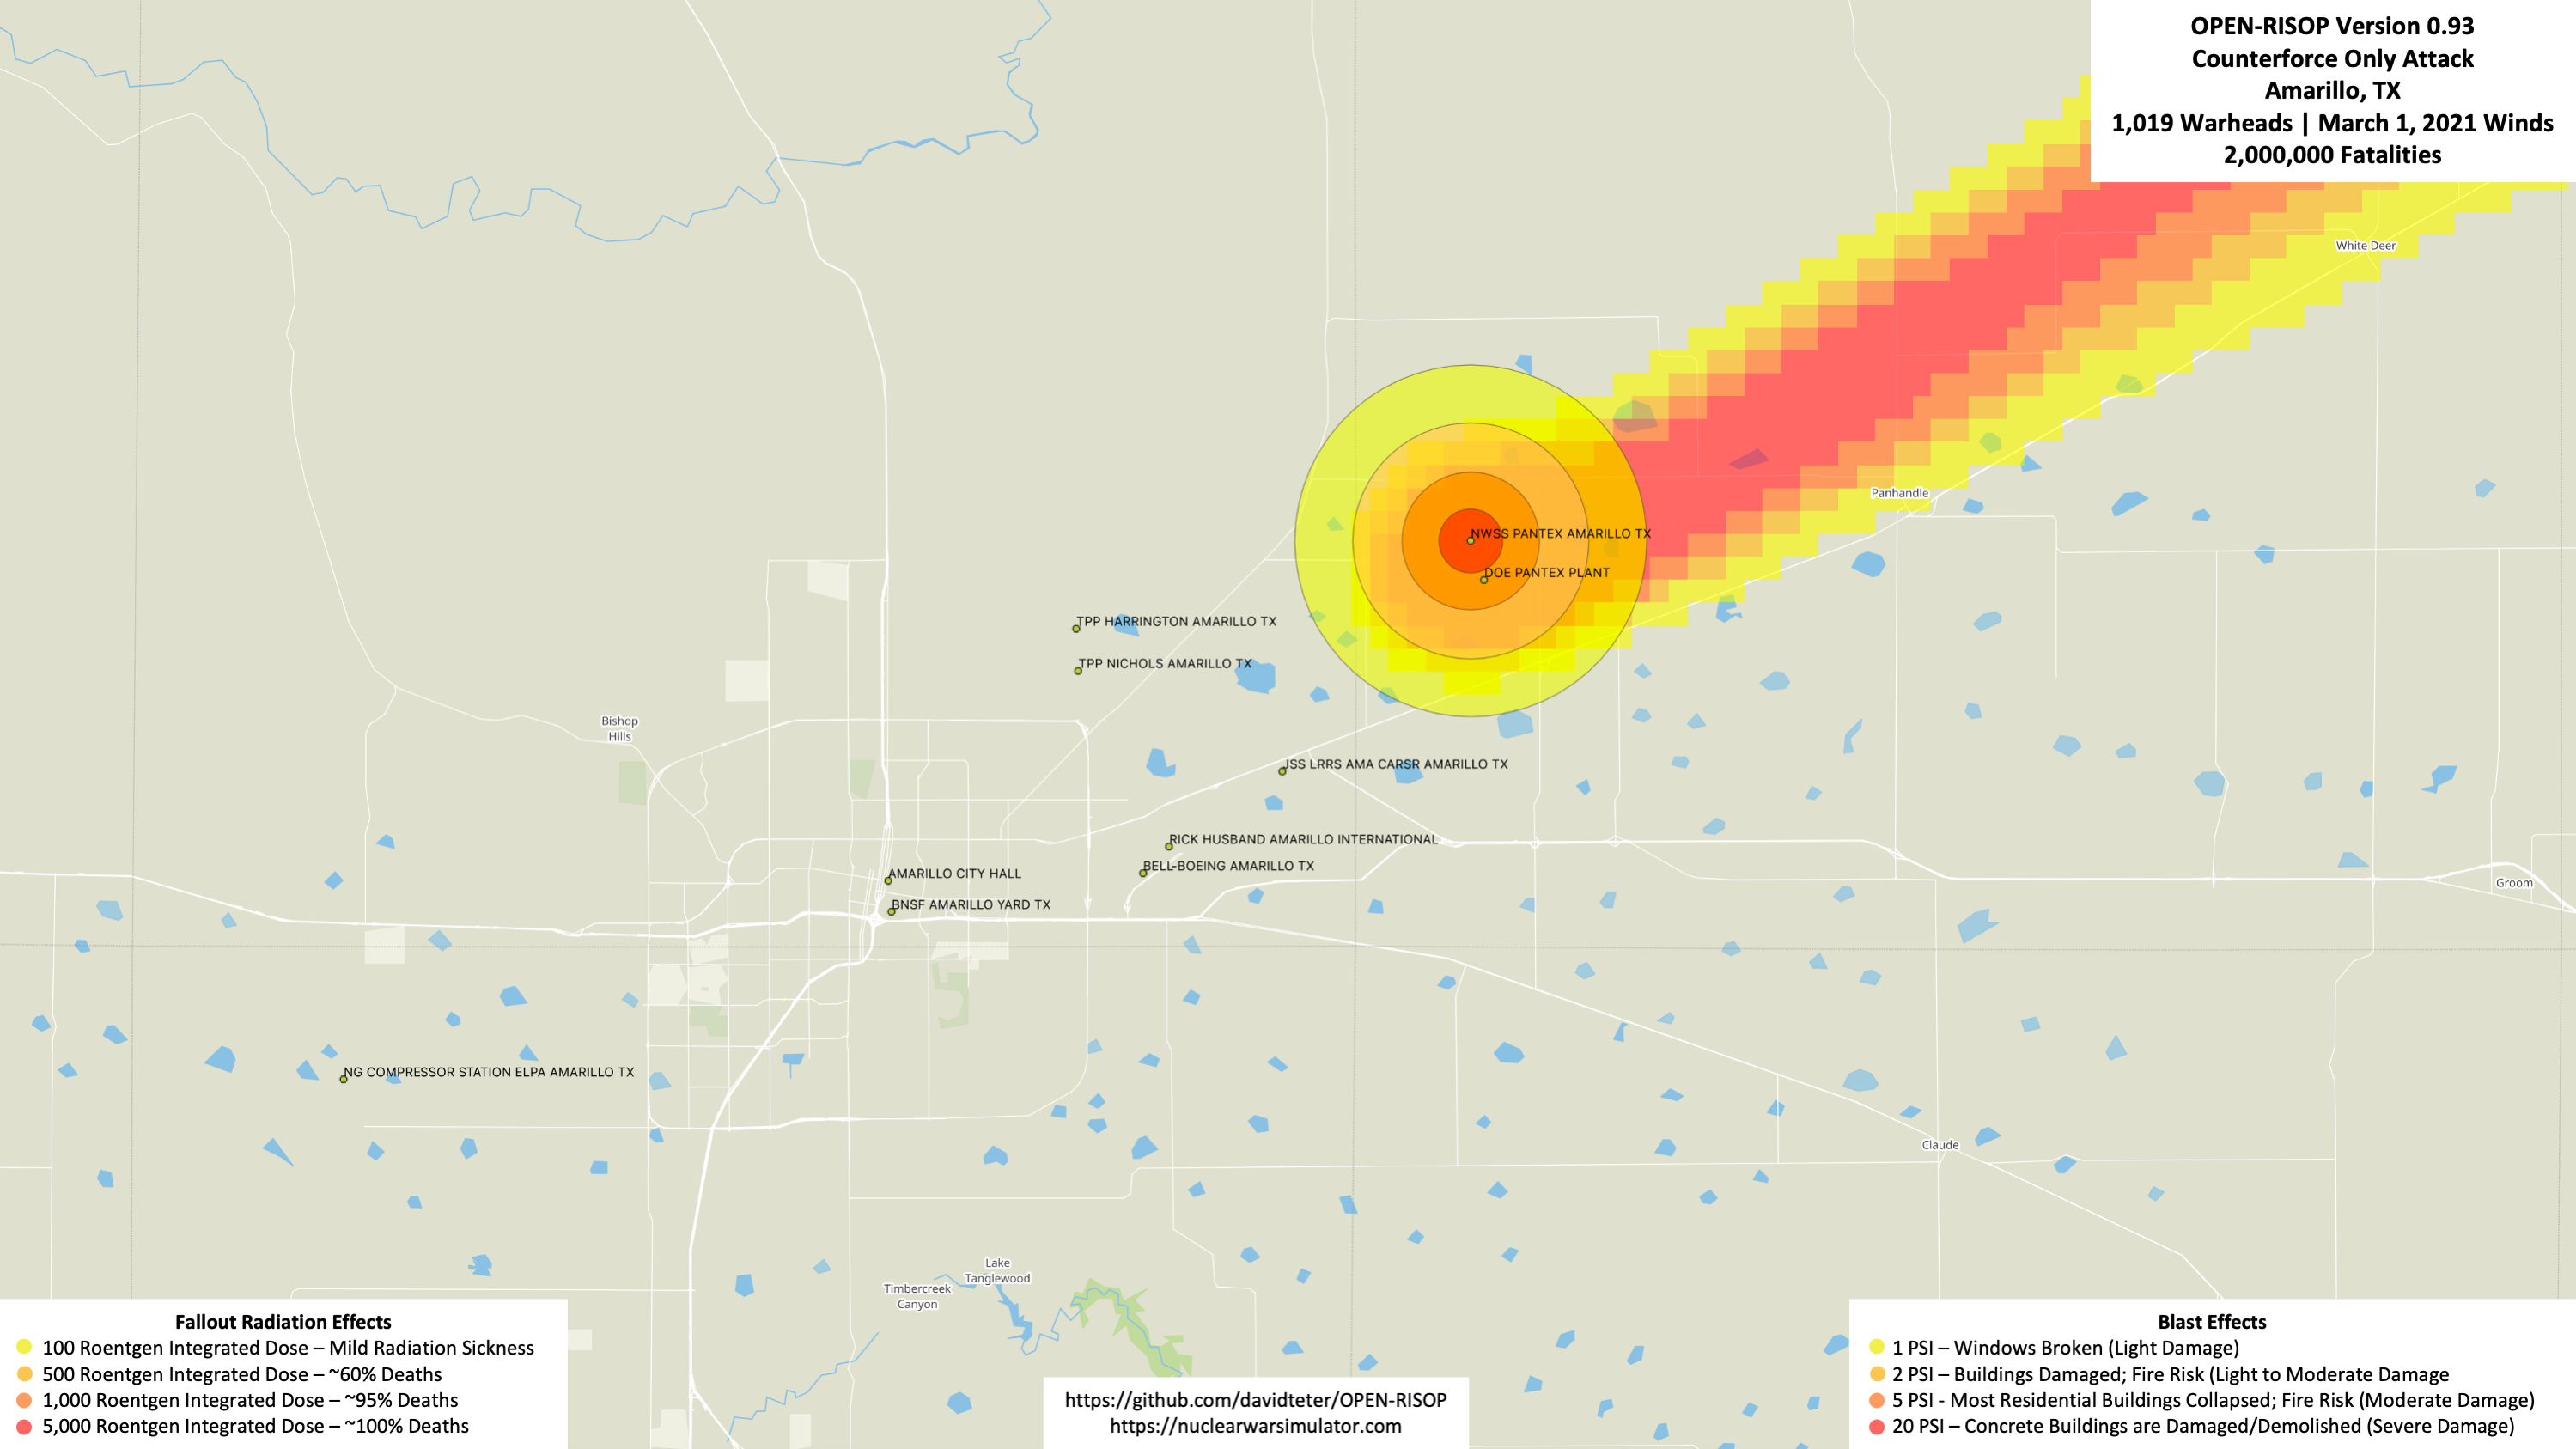 OPEN-RISOP Version 0.93
Counterforce Only Attack
Amarillo, TX
1,019 Warheads | March 1, 2021 Winds
2,000,000 Fatalities
White Deer
Panhandle
NWSS PANTEX AMARILLO TX
DOE PANTEX PLANT
TPP HARRINGTON AMARILLO TX
TPP NICHOLS AMARILLO TX
Bishop
Hills
JSS LRRS AMA CARSR AMARILLO TX
RICK HUSBAND AMARILLO INTERNATIONAL
BELL-BOEING AMARILLO TX
AMARILLO CITY HALL
Groom
BNSF AMARILLO YARD TX
NG COMPRESSOR STATION ELPA AMARILLO TX
Claude
Lake
Tanglewood
Timbercreek
Canyon
Fallout Radiation Effects
100 Roentgen Integrated Dose – Mild Radiation Sickness
500 Roentgen Integrated Dose – ~60% Deaths
1,000 Roentgen Integrated Dose – ~95% Deaths
5,000 Roentgen Integrated Dose – ~100% Deaths
https://github.com/davidteter/OPEN-RISOP
https://nuclearwarsimulator.com
Blast Effects
1 PSI – Windows Broken (Light Damage)
2 PSI – Buildings Damaged; Fire Risk (Light to Moderate Damage
5 PSI - Most Residential Buildings Collapsed; Fire Risk (Moderate Damage)
20 PSI – Concrete Buildings are Damaged/Demolished (Severe Damage)